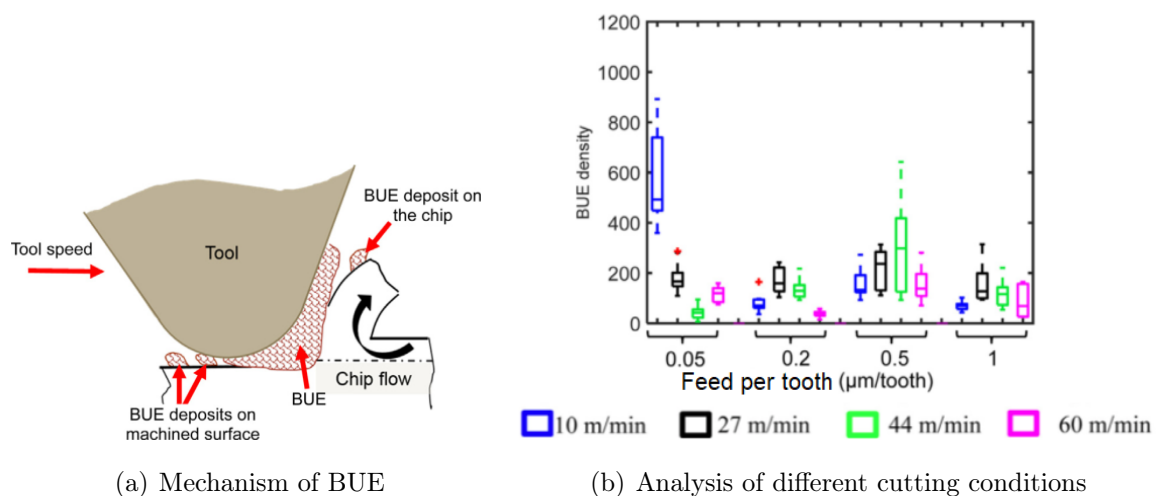 Tool speed
Tool
BUE deposit on
the chip
BUE deposits on
machined surface
BUE
Chip flow
(a) Mechanism of BUE
BUE density
1200
1000
800
600
400
200
0
0.05
0.2
0.5
1
Feed per tooth (μm/tooth)
10 m/min
27 m/min
44 m/min
60 m/min
(b) Analysis of different cutting conditions